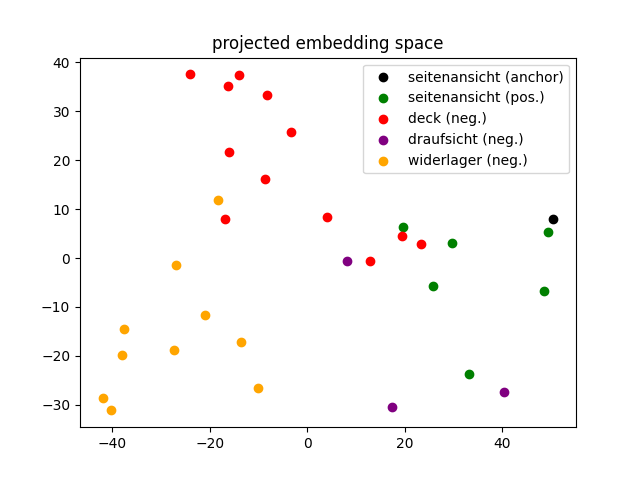 projected embedding space
seitenansicht (anchor)
seitenansicht (pos.)
deck (neg.)
draufsicht (neg.)
widerlager (neg.)
40
30
20
10
0
−10
−20
−30
−40 −20 0 20 40